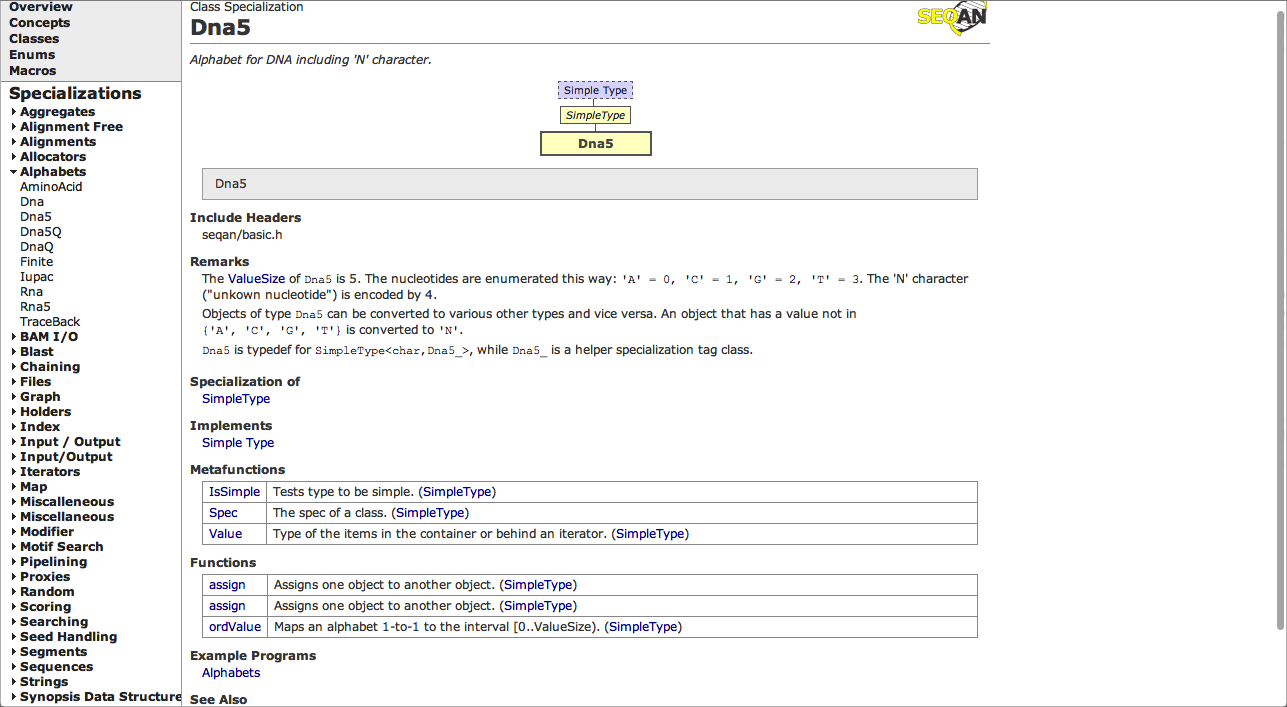 Overview
Concepts
Classes
Enums
Macros
Specializations
Aggregates
Alignment Free
Alignments
Allocators
Alphabets
AminoAcid
Dna
Dna5
Dna5Q
DnaQ
Finite
Iupac
Rna
Rna5
TraceBack
BAM I/O
Blast
Chaining
Files
Graph
Holders
Index
Input / Output
Input/Output
Iterators
Map
Miscalleneous
Miscellaneous
Modifier
Motif Search
Pipelining
Proxies
Random
Scoring
Searching
Seed Handling
Segments
Sequences
Strings
Synopsis Data Structure
Class Specialization
Dna5
SEQAN
Alphabet for DNA including 'N' character.
Simple Type
SimpleType
Dna5
Dna5
Include Headers
seqan/basic.h
Remarks
The ValueSize of Dna5 is 5. The nucleotides are enumerated this way: 'A' = 0, 'C' = 1, 'G' = 2, 'T' = 3. The 'N' character
("unkown nucleotide") is encoded by 4.
Objects of type Dna5 can be converted to various other types and vice versa. An object that has a value not in
{'A', 'C', 'G', 'T'} is converted to 'N'.
Dna5 is typedef for SimpleType<char,Dna5_>, while Dna5_ is a helper specialization tag class.
Specialization of
SimpleType
Implements
Simple Type
Metafunctions
IsSimple Tests type to be simple. (SimpleType)
Spec The spec of a class. (SimpleType)
Value Type of the items in the container or behind an iterator. (SimpleType)
Functions
assign Assigns one object to another object. (SimpleType)
assign Assigns one object to another object. (SimpleType)
ordValue Maps an alphabet 1-to-1 to the interval [0..ValueSize). (SimpleType)
Example Programs
Alphabets
See Also